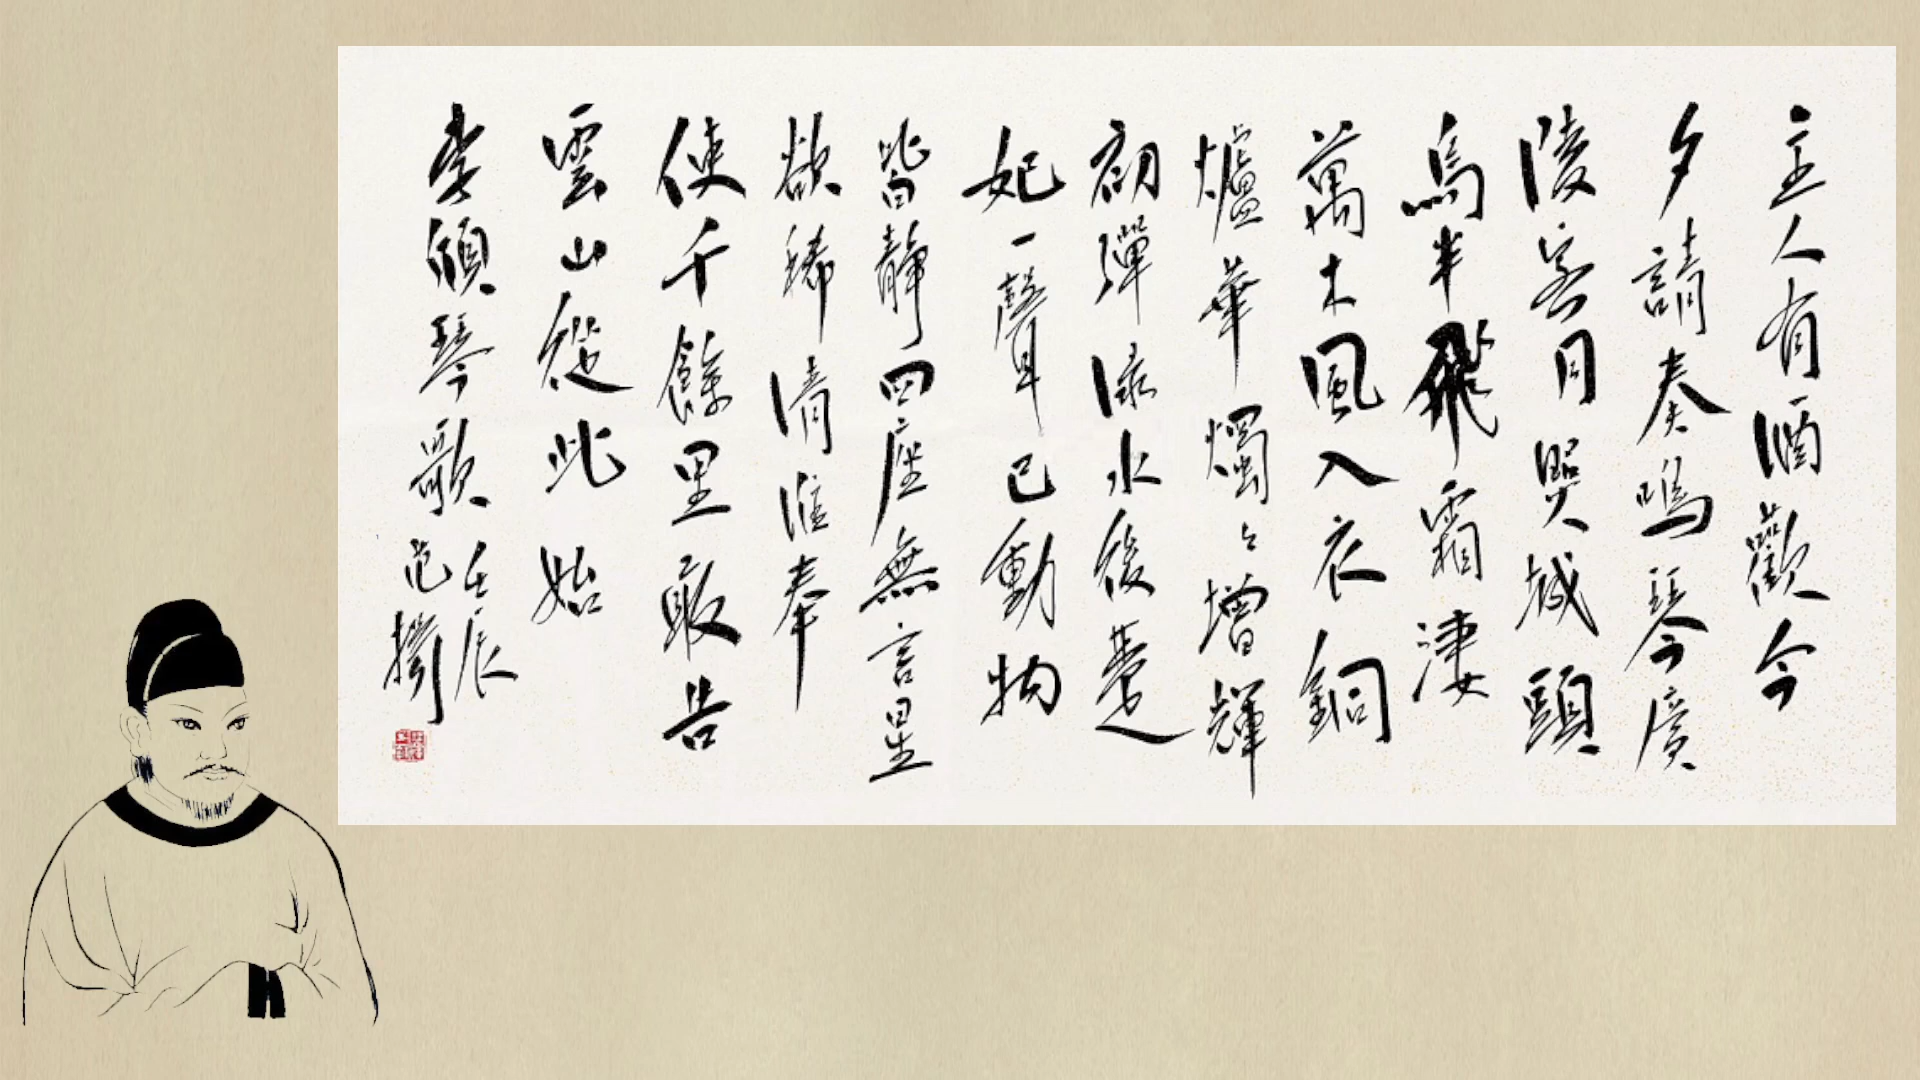 主人有酒歡今
夕請奏鳴琴廣
陵客月照城頭
烏半飛霜淒
萬木風入衣銅
爐華燭々增輝
初彈淥水後楚
妃一聲已動物
皆靜四座無言星
欲稀清淮奉
使千餘里敢告
雲山從此始
李頎琴歌
壬辰
范